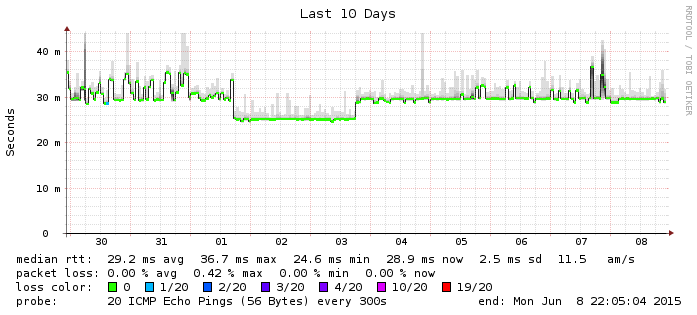 Last 10 Days
RRDTOOL / TOBI OETIKER
Seconds
40 m
30 m
20 m
10 m
0
30 31 01 02 03 04 05 06 07 08
median rtt: 29.2 ms avg 36.7 ms max 24.6 ms min 28.9 ms now 2.5 ms sd 11.5 am/s
packet loss: 0.00 % avg 0.42 % max 0.00 % min 0.00 % now
loss color: 0 1/20 2/20 3/20 4/20 10/20 19/20
probe: 20 ICMP Echo Pings (56 Bytes) every 300s end: Mon Jun 8 22:05:04 2015